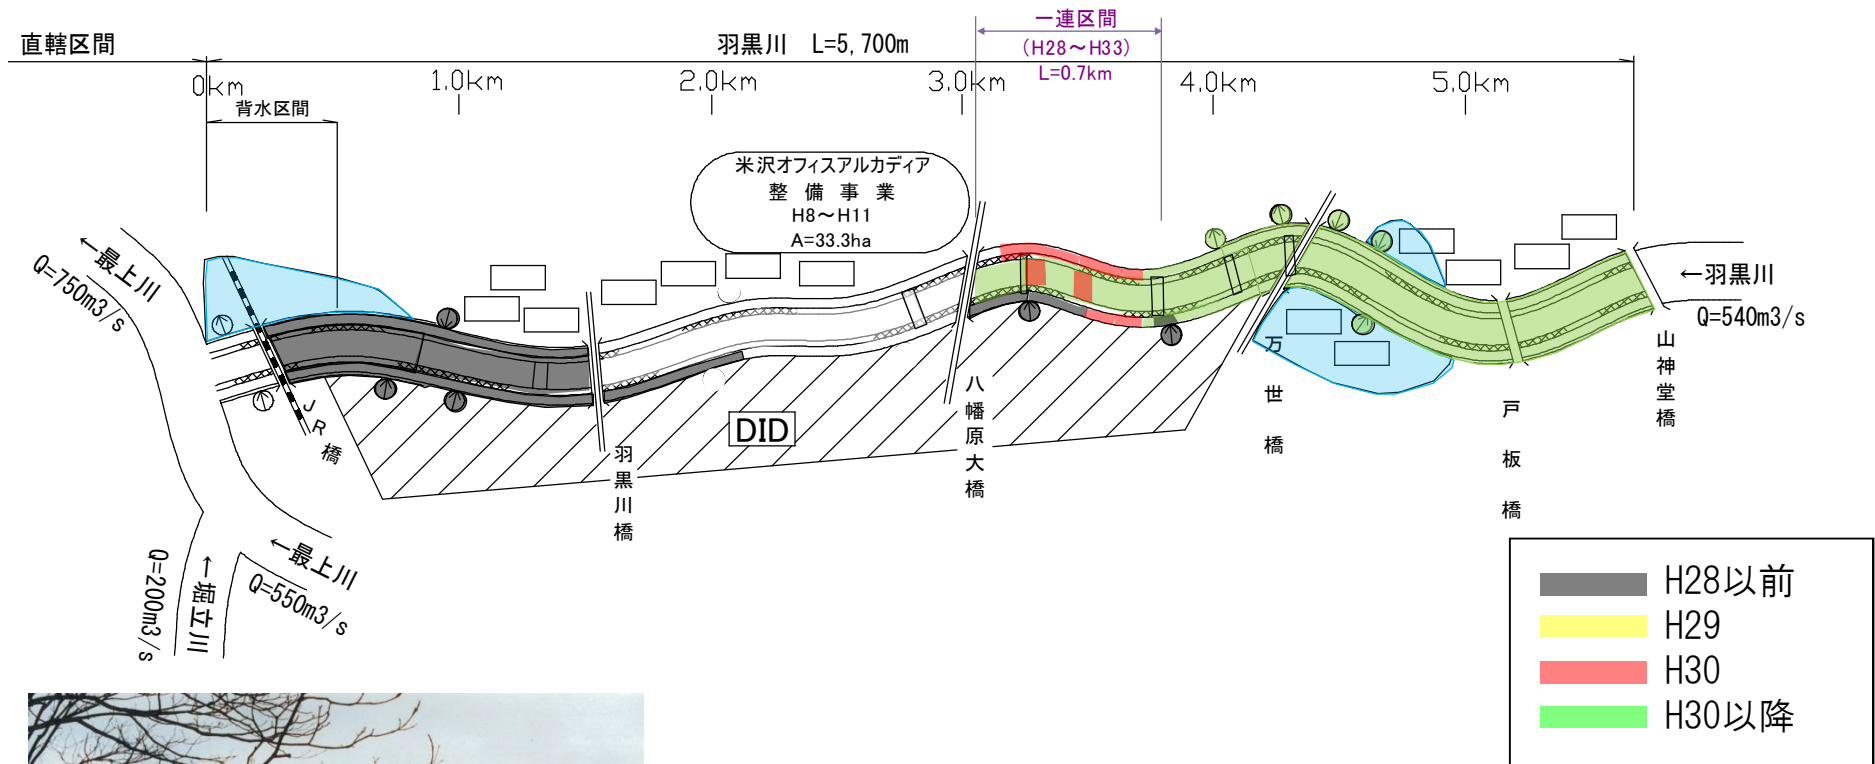 直轄区間
羽黒川 L=5,700m
一連区間
(H28～H33)
L=0.7km
0km
1.0km
2.0km
3.0km
4.0km
5.0km
背水区間
米沢オフィスアルカディア
整備事業
H8～H11
A=33.3ha
←最上川
Q=750m3/s
←羽黒川
Q=540m3/s
JR橋
羽黒川橋
DID
八幡原大橋
万世橋
戸板橋
山神堂橋
←最上川
Q=550m3/s
←堀立川
Q=200m3/s
H28以前
H29
H30
H30以降